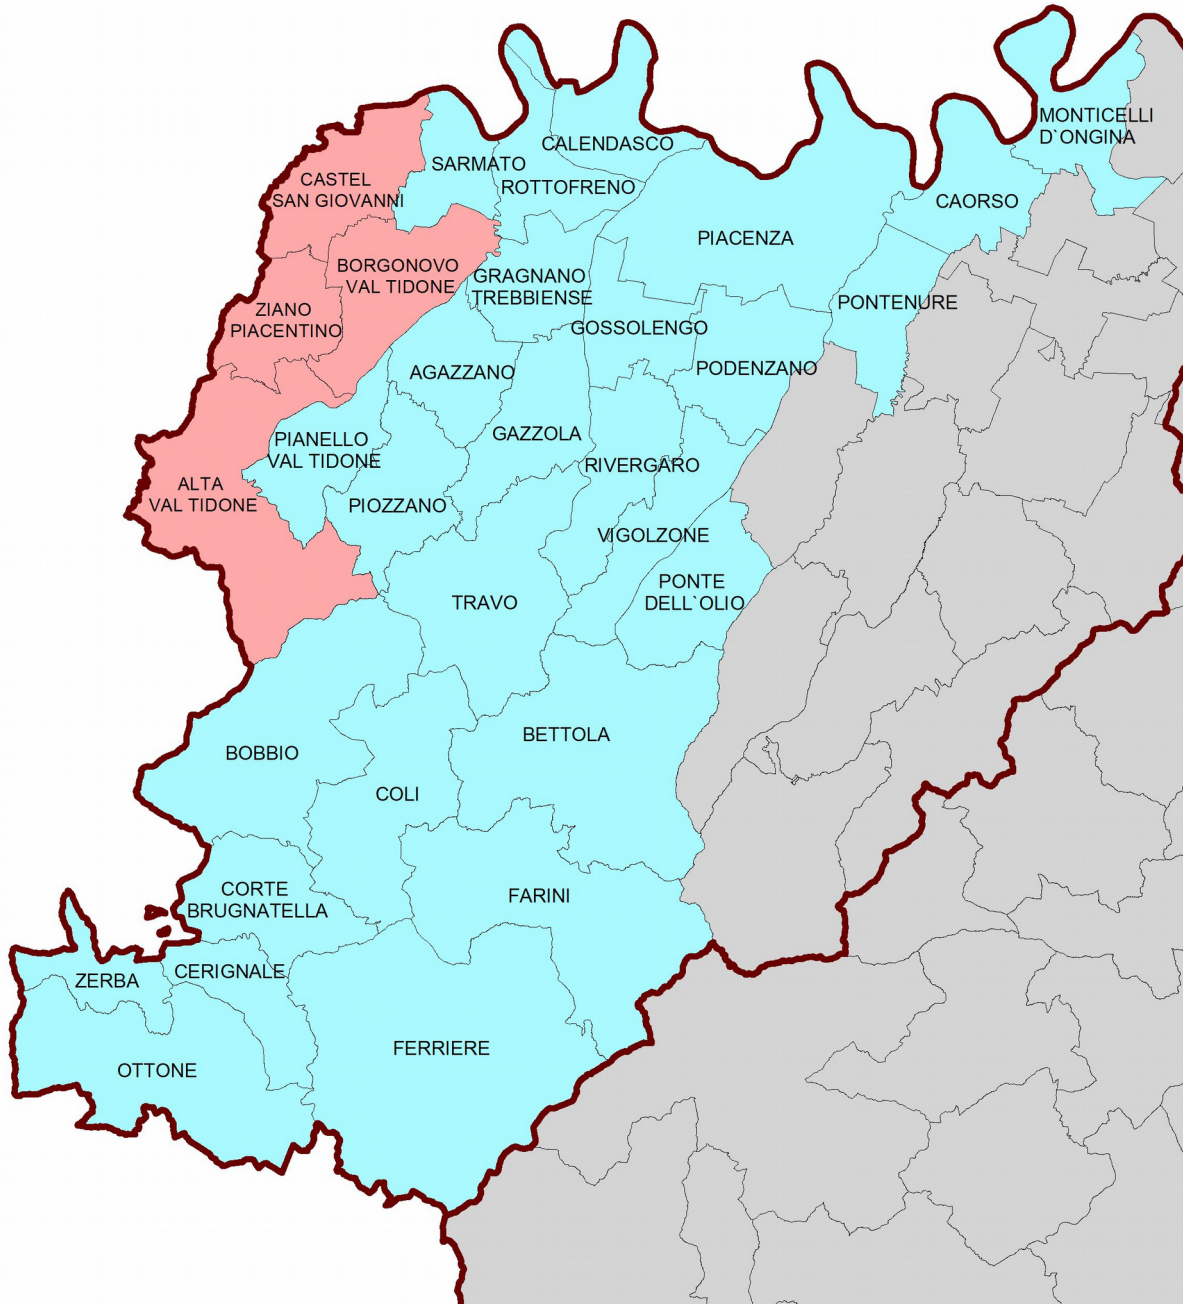 MONTICELLI
D`ONGINA
CALENDASCO
SARMATO
CASTEL
SAN GIOVANNI
ROTTOFRENO
CAORSO
PIACENZA
BORGONOVO
VAL TIDONE
GRAGNANO
TREBBIENSE
PONTENURE
ZIANO
PIACENTINO
GOSSOLENGO
AGAZZANO
PODENZANO
GAZZOLA
PIANELLO
VAL TIDONE
RIVERGARO
ALTA
VAL TIDONE
PIOZZANO
VIGOLZONE
PONTE
DELL`OLIO
TRAVO
BETTOLA
BOBBIO
COLI
CORTE
BRUGNATELLA
FARINI
CERIGNALE
ZERBA
FERRIERE
OTTONE